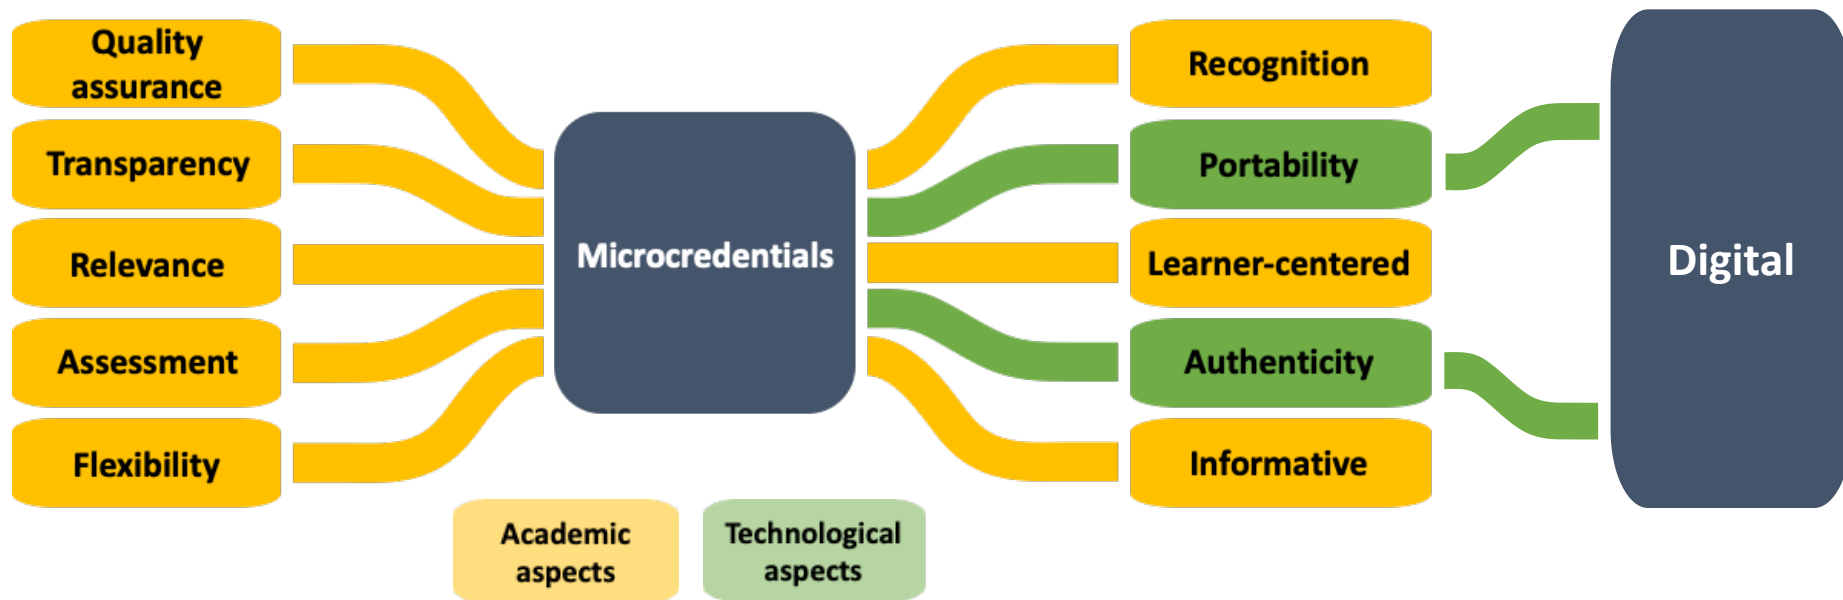 Quality
assurance
Transparency
Relevance
Assessment
Flexibility
Microcredentials
Recognition
Portability
Learner-centered
Authenticity
Informative
Digital
Academic
aspects
Technological
aspects